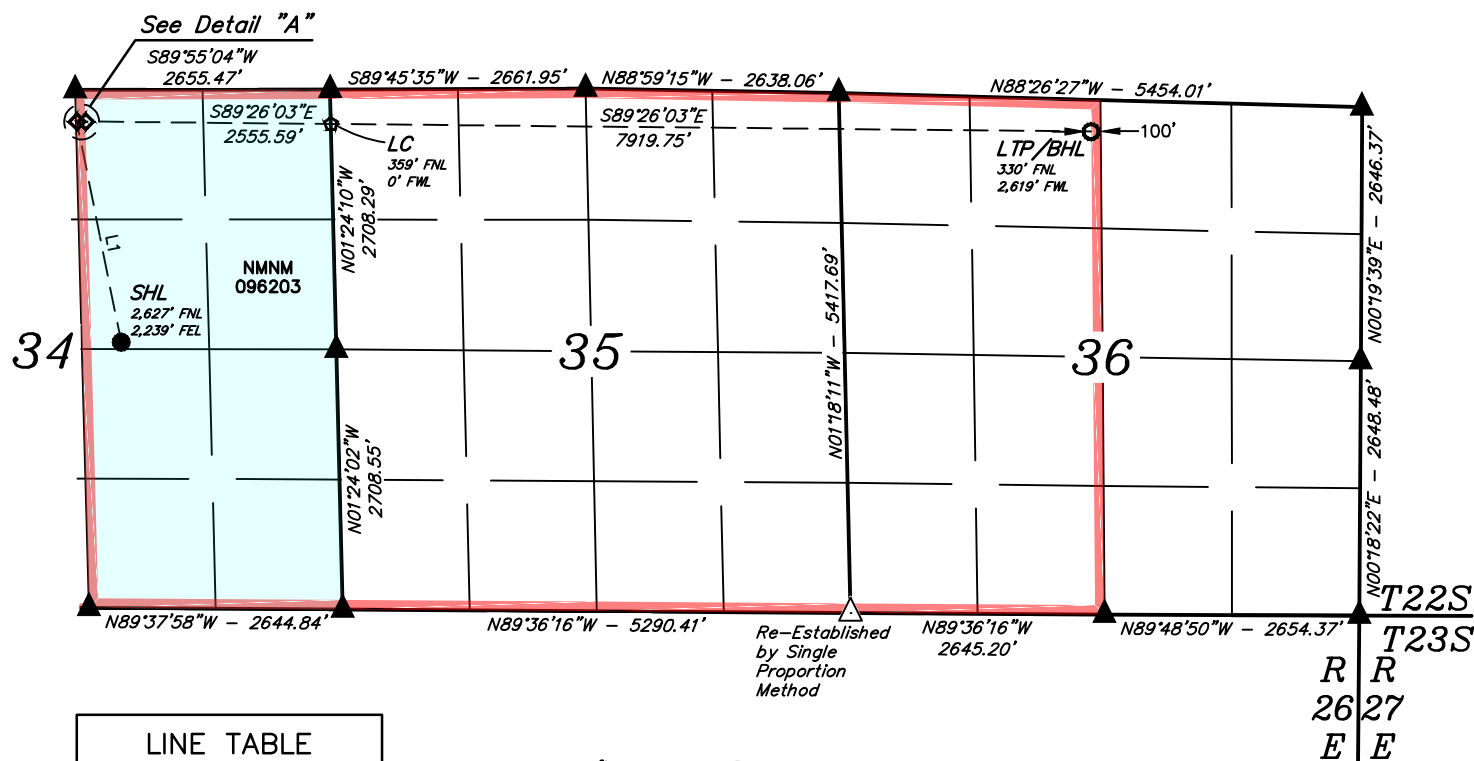 See Detail "A"
S89°55'04"W
2655.47'
S89°45'35"W - 2661.95'
N88°59'15"W - 2638.06'
N88°26'27"W - 5454.01'
S89°26'03"E
2555.59'
S89°26'03"E
7919.75'
100'
LC
359' FNL
0' FWL
LTP/BHL
330' FNL
2,619' FWL
N01°24'10"W
2708.29'
N00°19'39"E - 2646.37'
L1
NMNM
096203
SHL
2,627' FNL
2,239' FEL
N01°18'11"W - 5417.69'
34
35
36
N01°24'02"W
2708.55'
N00°18'22"E - 2648.48'
N89°37'58"W - 2644.84'
N89°36'16"W - 5290.41'
Re-Established
by Single
Proportion
Method
N89°36'16"W
2645.20'
N89°48'50"W - 2654.37'
T22S
T23S
R R
26 27
E E
LINE TABLE